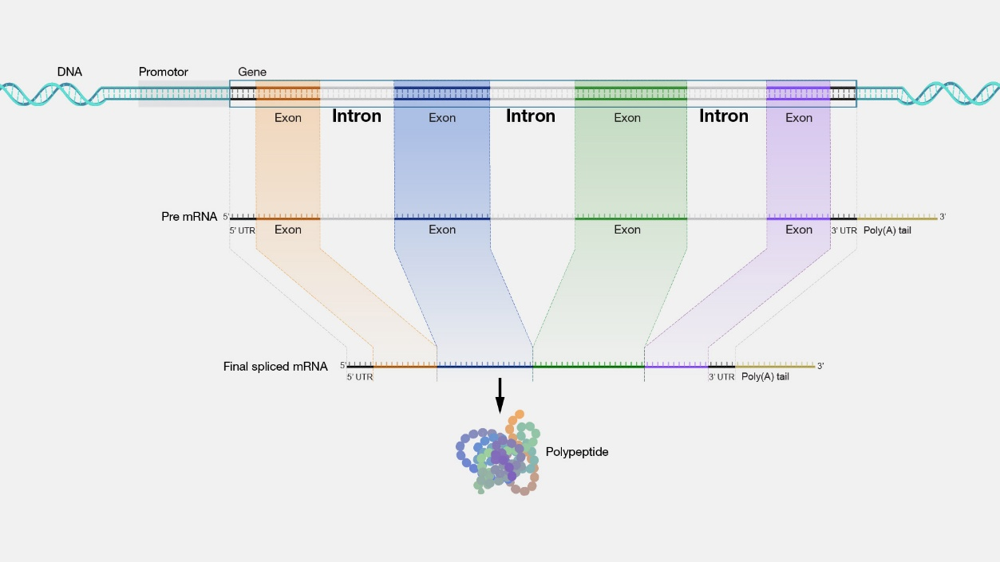 DNA
Promotor
Gene
Exon
Intron
Exon
Intron
Exon
Intron
Exon
Pre mRNA
5'
3'
5' UTR
Exon
Exon
Exon
Exon
3' UTR
Poly(A) tail
Final spliced mRNA
5'
3'
5' UTR
3' UTR
Poly(A) tail
Polypeptide